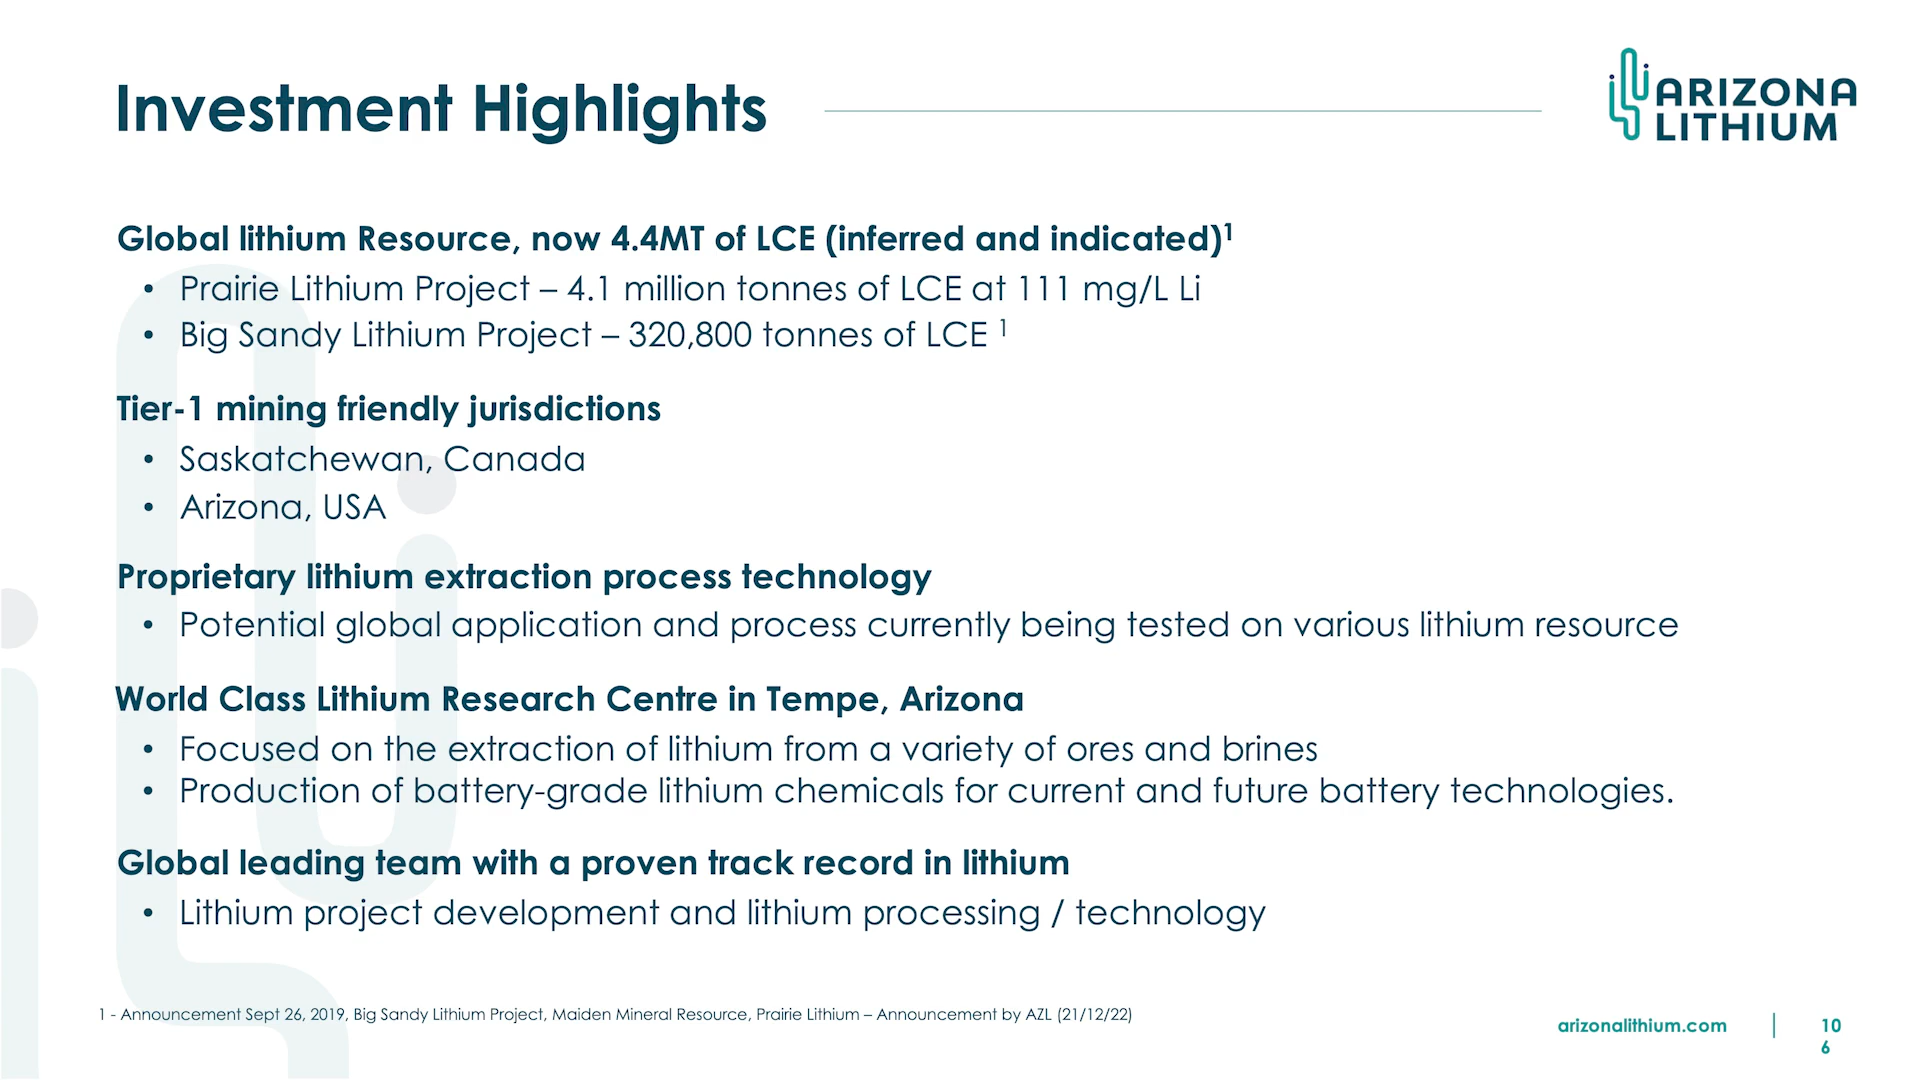 Investment Highlights
ARIZONA
LITHIUM
Global lithium Resource, now 4.4MT of LCE (inferred and indicated)¹
• Prairie Lithium Project – 4.1 million tonnes of LCE at 111 mg/L Li
• Big Sandy Lithium Project – 320,800 tonnes of LCE ¹
Tier-1 mining friendly jurisdictions
• Saskatchewan, Canada
• Arizona, USA
Proprietary lithium extraction process technology
• Potential global application and process currently being tested on various lithium resource
World Class Lithium Research Centre in Tempe, Arizona
• Focused on the extraction of lithium from a variety of ores and brines
• Production of battery-grade lithium chemicals for current and future battery technologies.
Global leading team with a proven track record in lithium
• Lithium project development and lithium processing / technology
1 - Announcement Sept 26, 2019, Big Sandy Lithium Project, Maiden Mineral Resource, Prairie Lithium – Announcement by AZL (21/12/22)
arizonalithium.com | 10
6